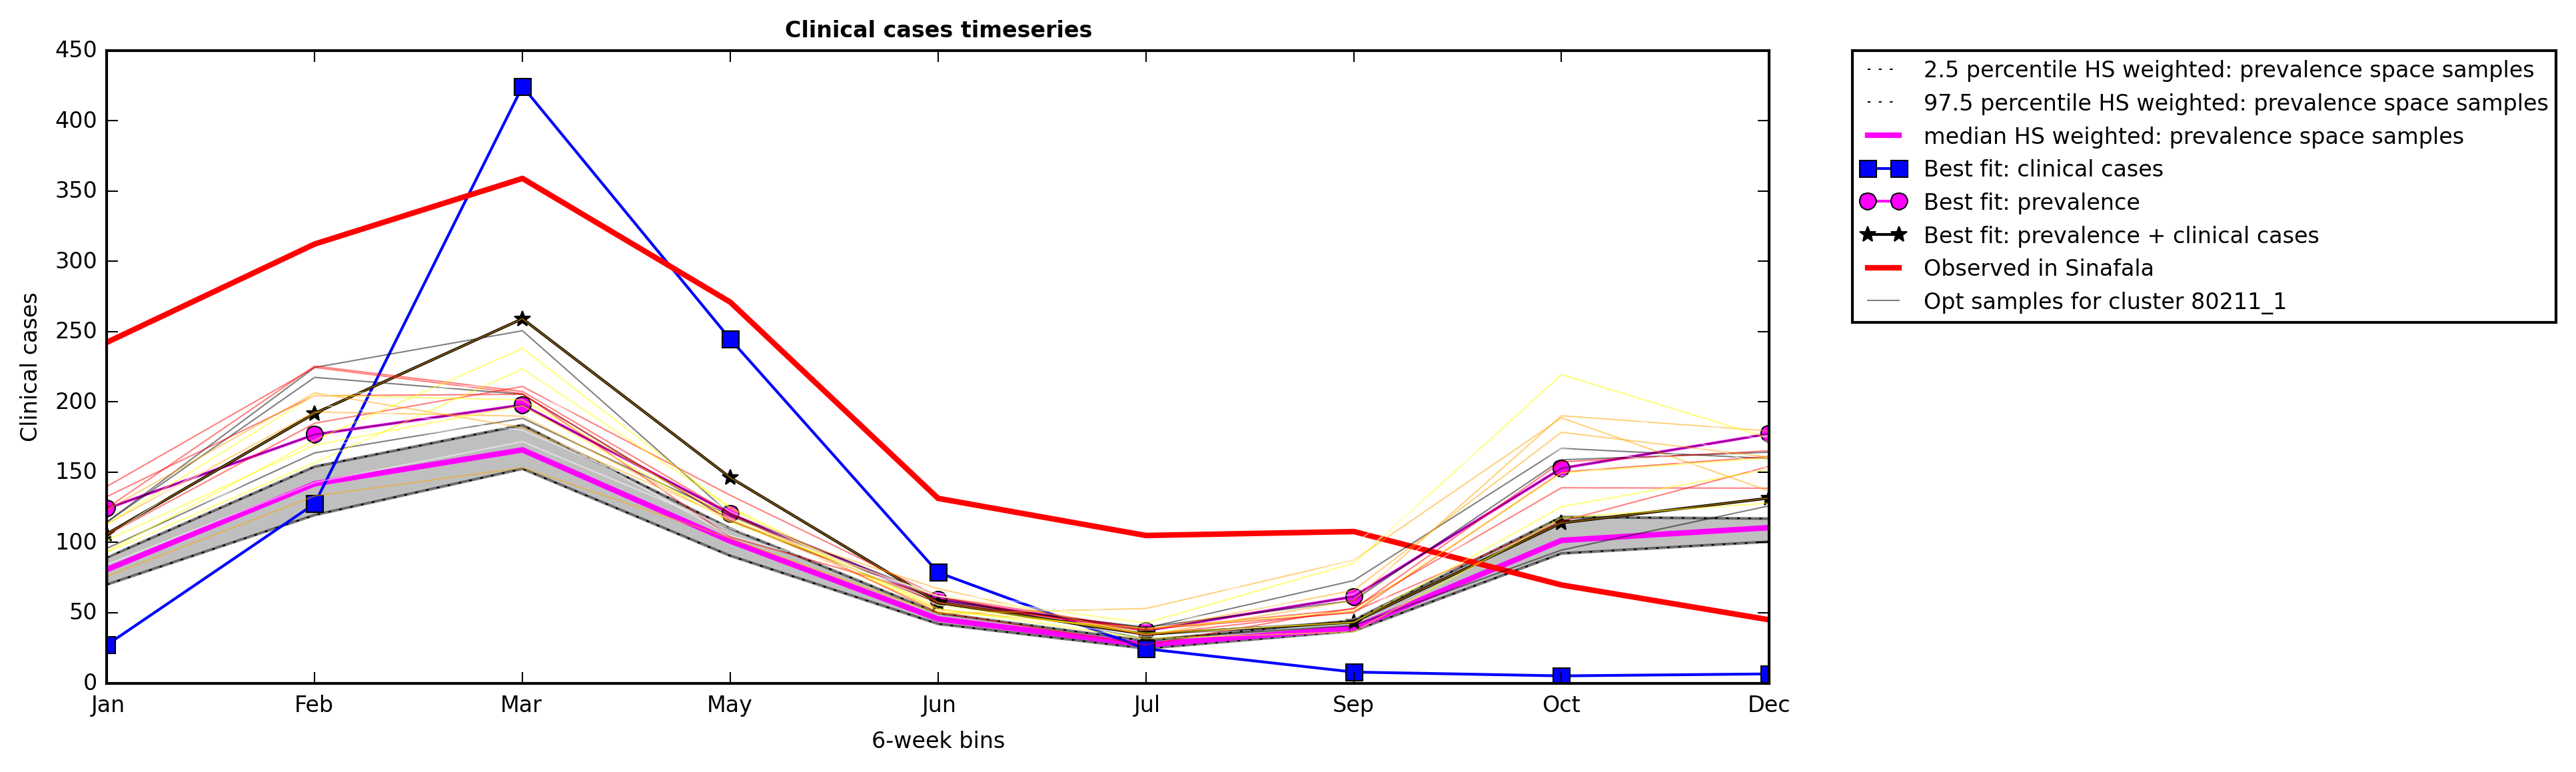 Clinical cases timeseries
450
400
350
300
250
200
150
100
50
0
Clinical cases
Jan Feb Mar May Jun Jul Sep Oct Dec
6-week bins
2.5 percentile HS weighted: prevalence space samples
97.5 percentile HS weighted: prevalence space samples
median HS weighted: prevalence space samples
Best fit: clinical cases
Best fit: prevalence
Best fit: prevalence + clinical cases
Observed in Sinafala
Opt samples for cluster 80211_1